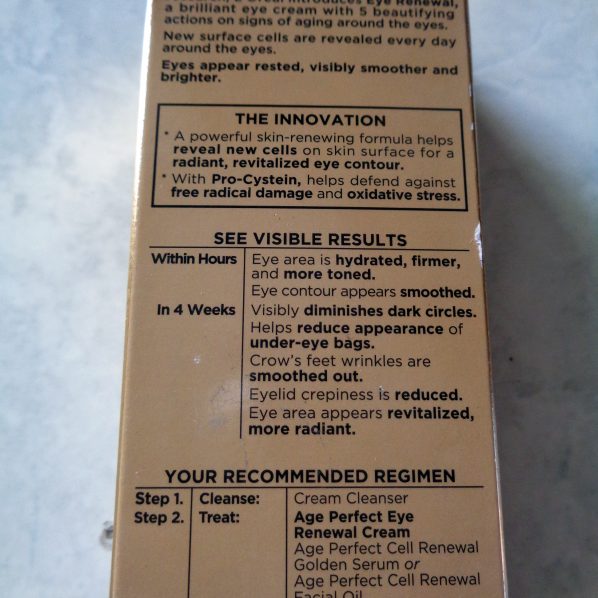 introduces Eye Renewal,
a brilliant eye cream with 5 beautifying
actions on signs of aging around the eyes.
New surface cells are revealed every day
around the eyes.
Eyes appear rested, visibly smoother and
brighter.
THE INNOVATION
* A powerful skin-renewing formula helps
reveal new cells on skin surface for a
radiant, revitalized eye contour.
* With Pro-Cystein, helps defend against
free radical damage and oxidative stress.
SEE VISIBLE RESULTS
Within Hours Eye area is hydrated, firmer,
and more toned.
Eye contour appears smoothed.
In 4 Weeks Visibly diminishes dark circles.
Helps reduce appearance of
under-eye bags.
Crow's feet wrinkles are
smoothed out.
Eyelid crepiness is reduced.
Eye area appears revitalized,
more radiant.
YOUR RECOMMENDED REGIMEN
Step 1. Cleanse: Cream Cleanser
Step 2. Treat: Age Perfect Eye
Renewal Cream
Age Perfect Cell Renewal
Golden Serum or
Age Perfect Cell Renewal
Facial Oil